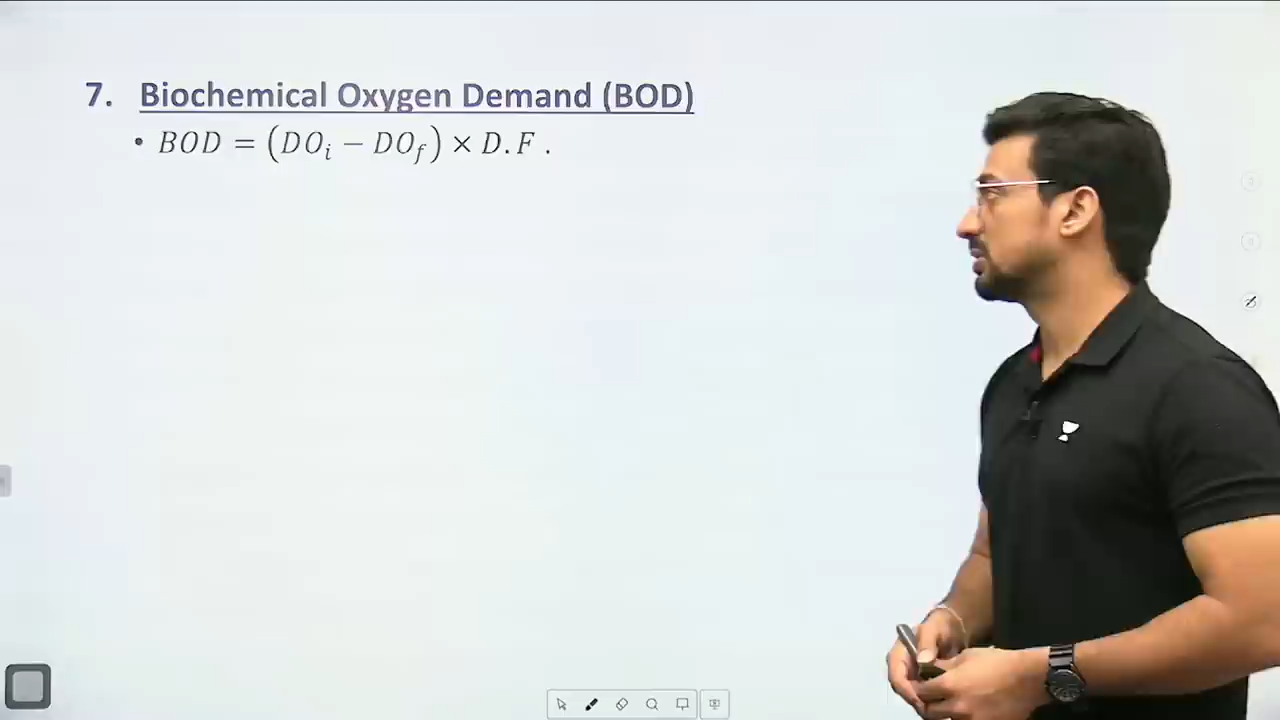 7. Biochemical Oxygen Demand (BOD)
• BOD = (DOᵢ − DO_f) × D.F .